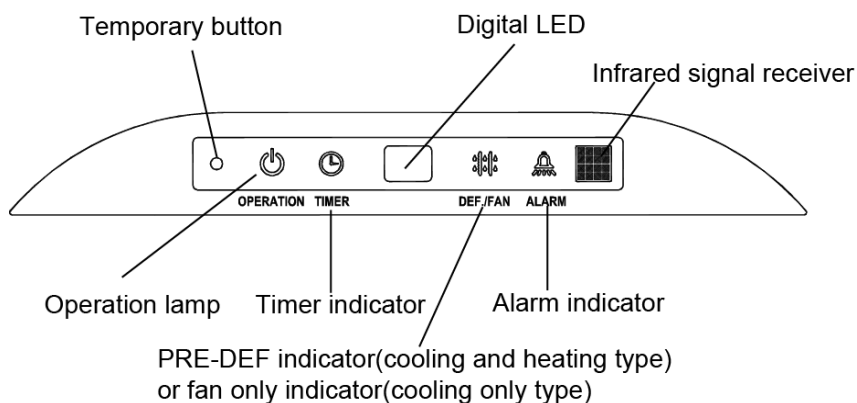 Temporary button
Digital LED
Infrared signal receiver
OPERATION TIMER DEF./FAN ALARM
Operation lamp Timer indicator Alarm indicator
PRE-DEF indicator(cooling and heating type)
or fan only indicator(cooling only type)